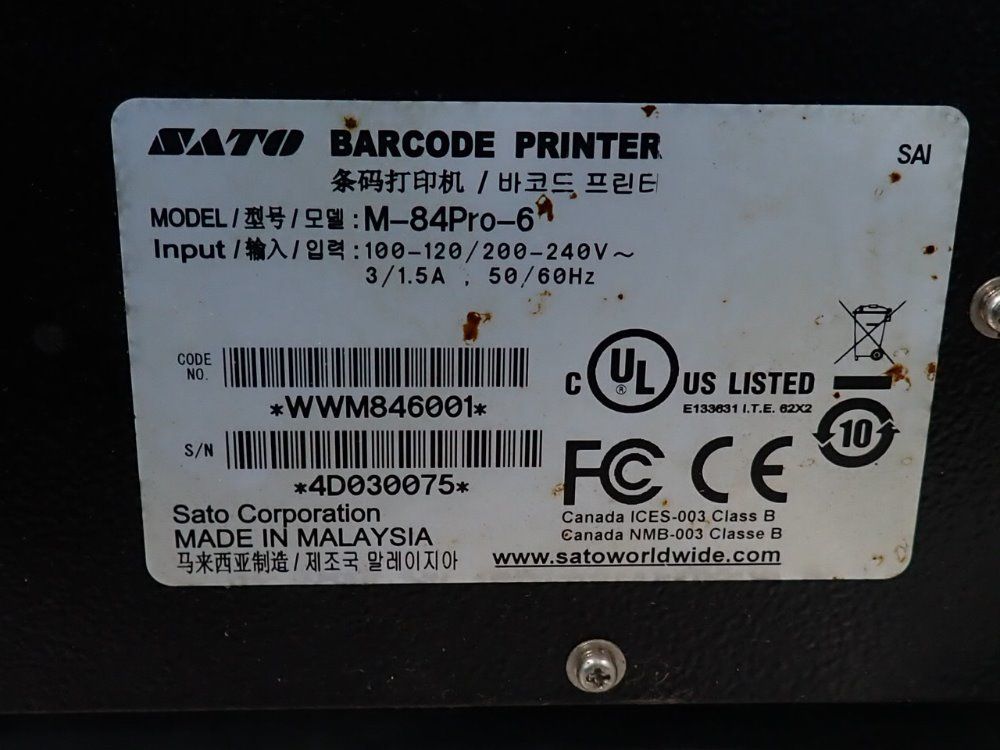 SATO BARCODE PRINTER
SAI
条码打印机 / 바코드 프린터
MODEL / 型号 / 모델 : M-84Pro-6
Input / 输入 / 입력 : 100-120/200-240V～
3/1.5A , 50/60Hz
CODE NO.
*WWM846001*
S/N
*4D030075*
C UL ® US LISTED
E133631 I.T.E. 62X2
10
FC CE
Canada ICES-003 Class B
Canada NMB-003 Classe B
www.satoworldwide.com
Sato Corporation
MADE IN MALAYSIA
马来西亚制造 / 제조국 말레이지아